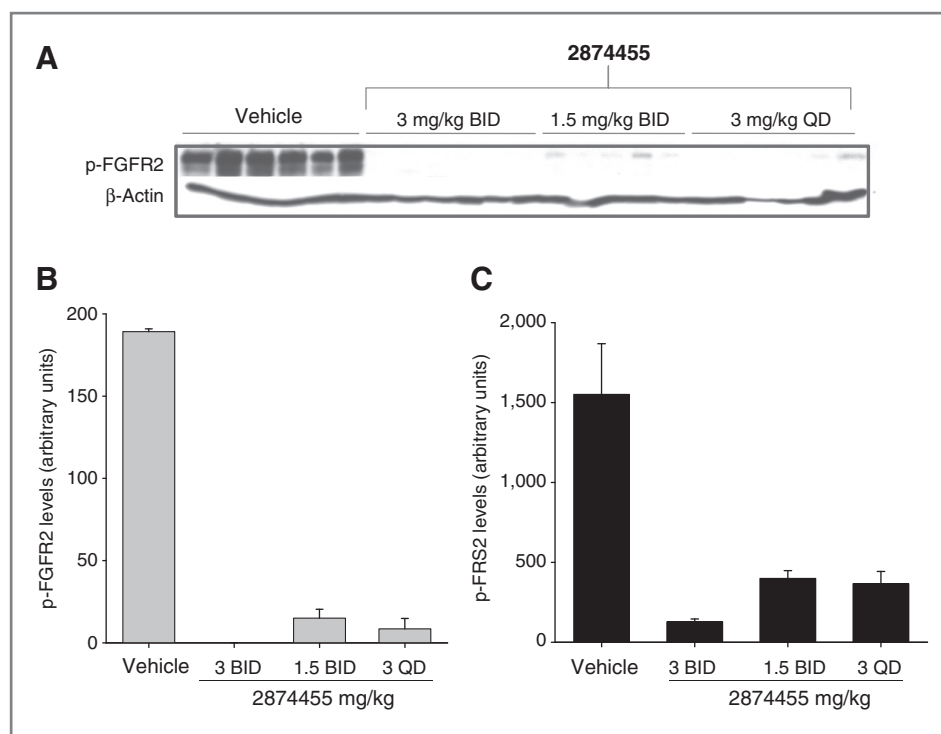 A
2874455
Vehicle
3 mg/kg BID
1.5 mg/kg BID
3 mg/kg QD
p-FGFR2
β-Actin
B
p-FGFR2 levels (arbitrary units)
200
150
100
50
0
Vehicle
3 BID
1.5 BID
3 QD
2874455 mg/kg
C
p-FRS2 levels (arbitrary units)
2,000
1,500
1,000
500
0
Vehicle
3 BID
1.5 BID
3 QD
2874455 mg/kg